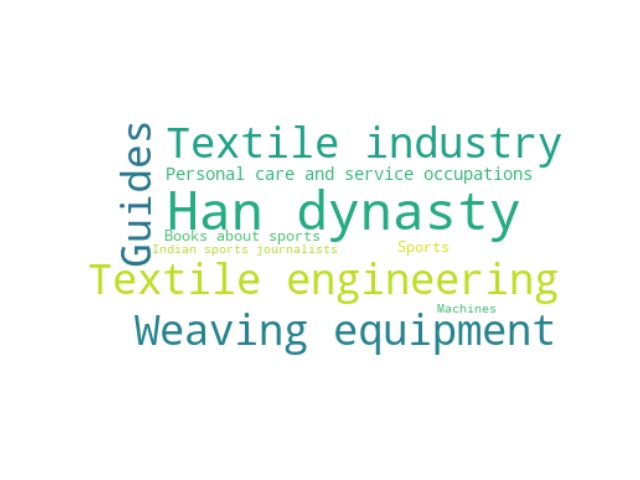 Guides
Textile industry
Personal care and service occupations
Han dynasty
Books about sports
Indian sports journalists
Sports
Textile engineering
Machines
Weaving equipment